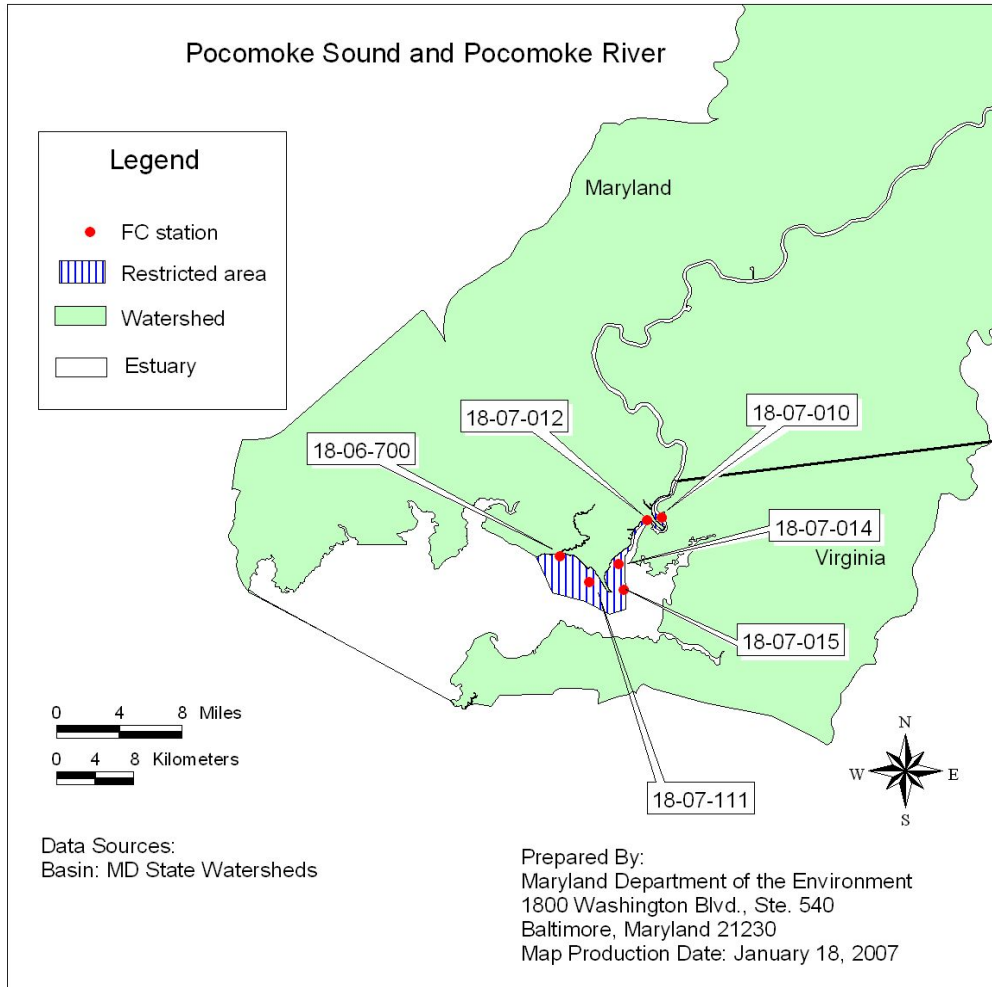 Pocomoke Sound and Pocomoke River
Legend
FC station
Restricted area
Watershed
Estuary
Maryland
18-07-012
18-07-010
18-06-700
18-07-014
Virginia
18-07-015
18-07-111
0 4 8 Miles
0 4 8 Kilometers
N
W E
S
Data Sources:
Basin: MD State Watersheds
Prepared By:
Maryland Department of the Environment
1800 Washington Blvd., Ste. 540
Baltimore, Maryland 21230
Map Production Date: January 18, 2007